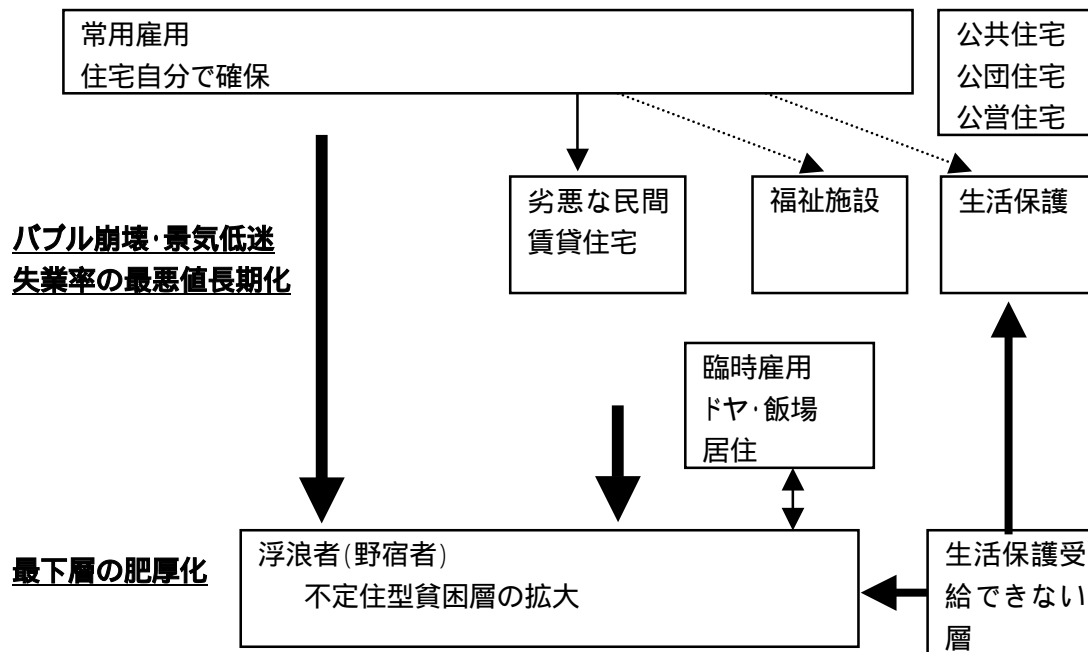 常用雇用
住宅自分で確保
公共住宅
公団住宅
公営住宅
劣悪な民間
賃貸住宅
福祉施設
生活保護
バブル崩壊・景気低迷
失業率の最悪値長期化
臨時雇用
ドヤ・飯場
居住
浮浪者(野宿者)
不定住型貧困層の拡大
最下層の肥厚化
生活保護受
給できない
層